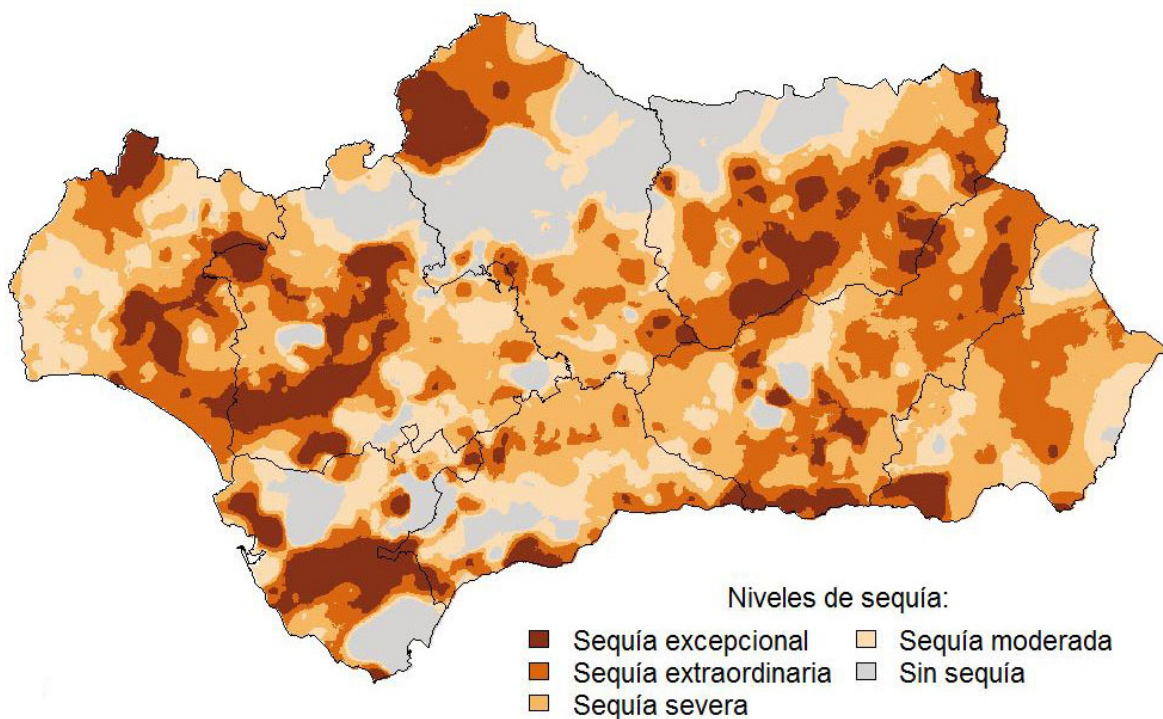 Niveles de sequía:
Sequía excepcional
Sequía extraordinaria
Sequía severa
Sequía moderada
Sin sequía